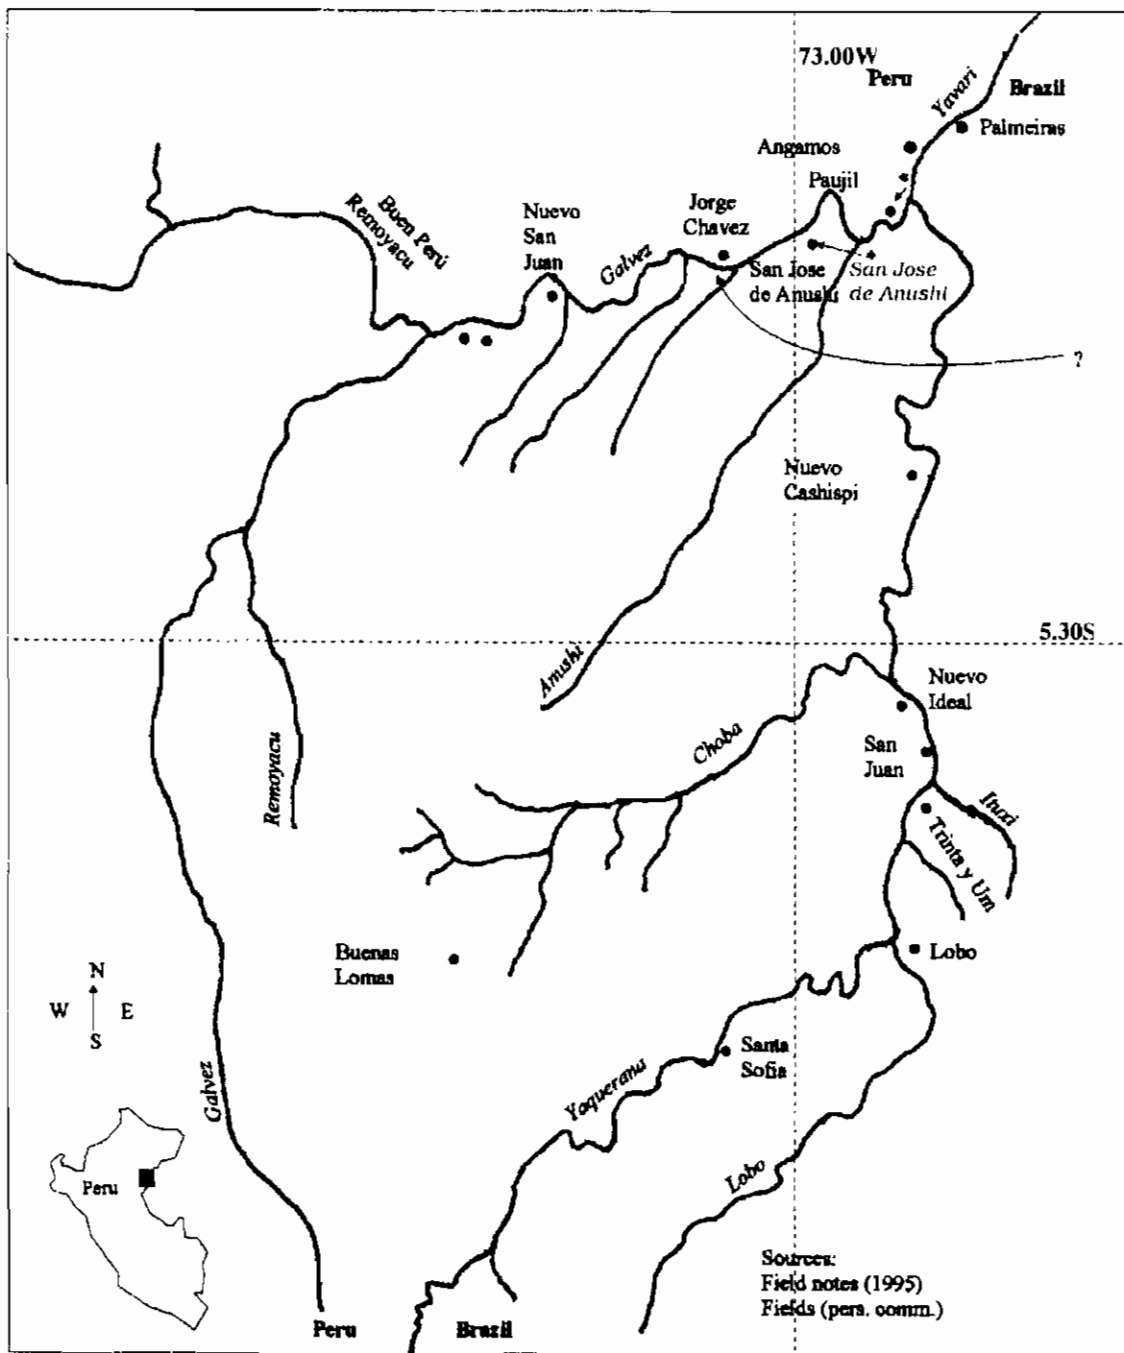 73.00W
Peru
Yavari
Brazil
Palmeiras
Angamos
Paujil
Buen Perú
Remoyacu
Nuevo
San
Juan
Galvez
Jorge
Chavez
San Jose
de Anushi
San Jose
de Anushi
?
Nuevo
Cashispi
5.30S
Anushi
Nuevo
Ideal
Choba
San
Juan
Ituxi
Remoyacu
Trinta y Um
Buenas
Lomas
Lobo
N
W E
S
Santa
Sofia
Galvez
Yaquerana
Lobo
Peru
Sources:
Field notes (1995)
Fields (pers. comm.)
Peru
Brazil